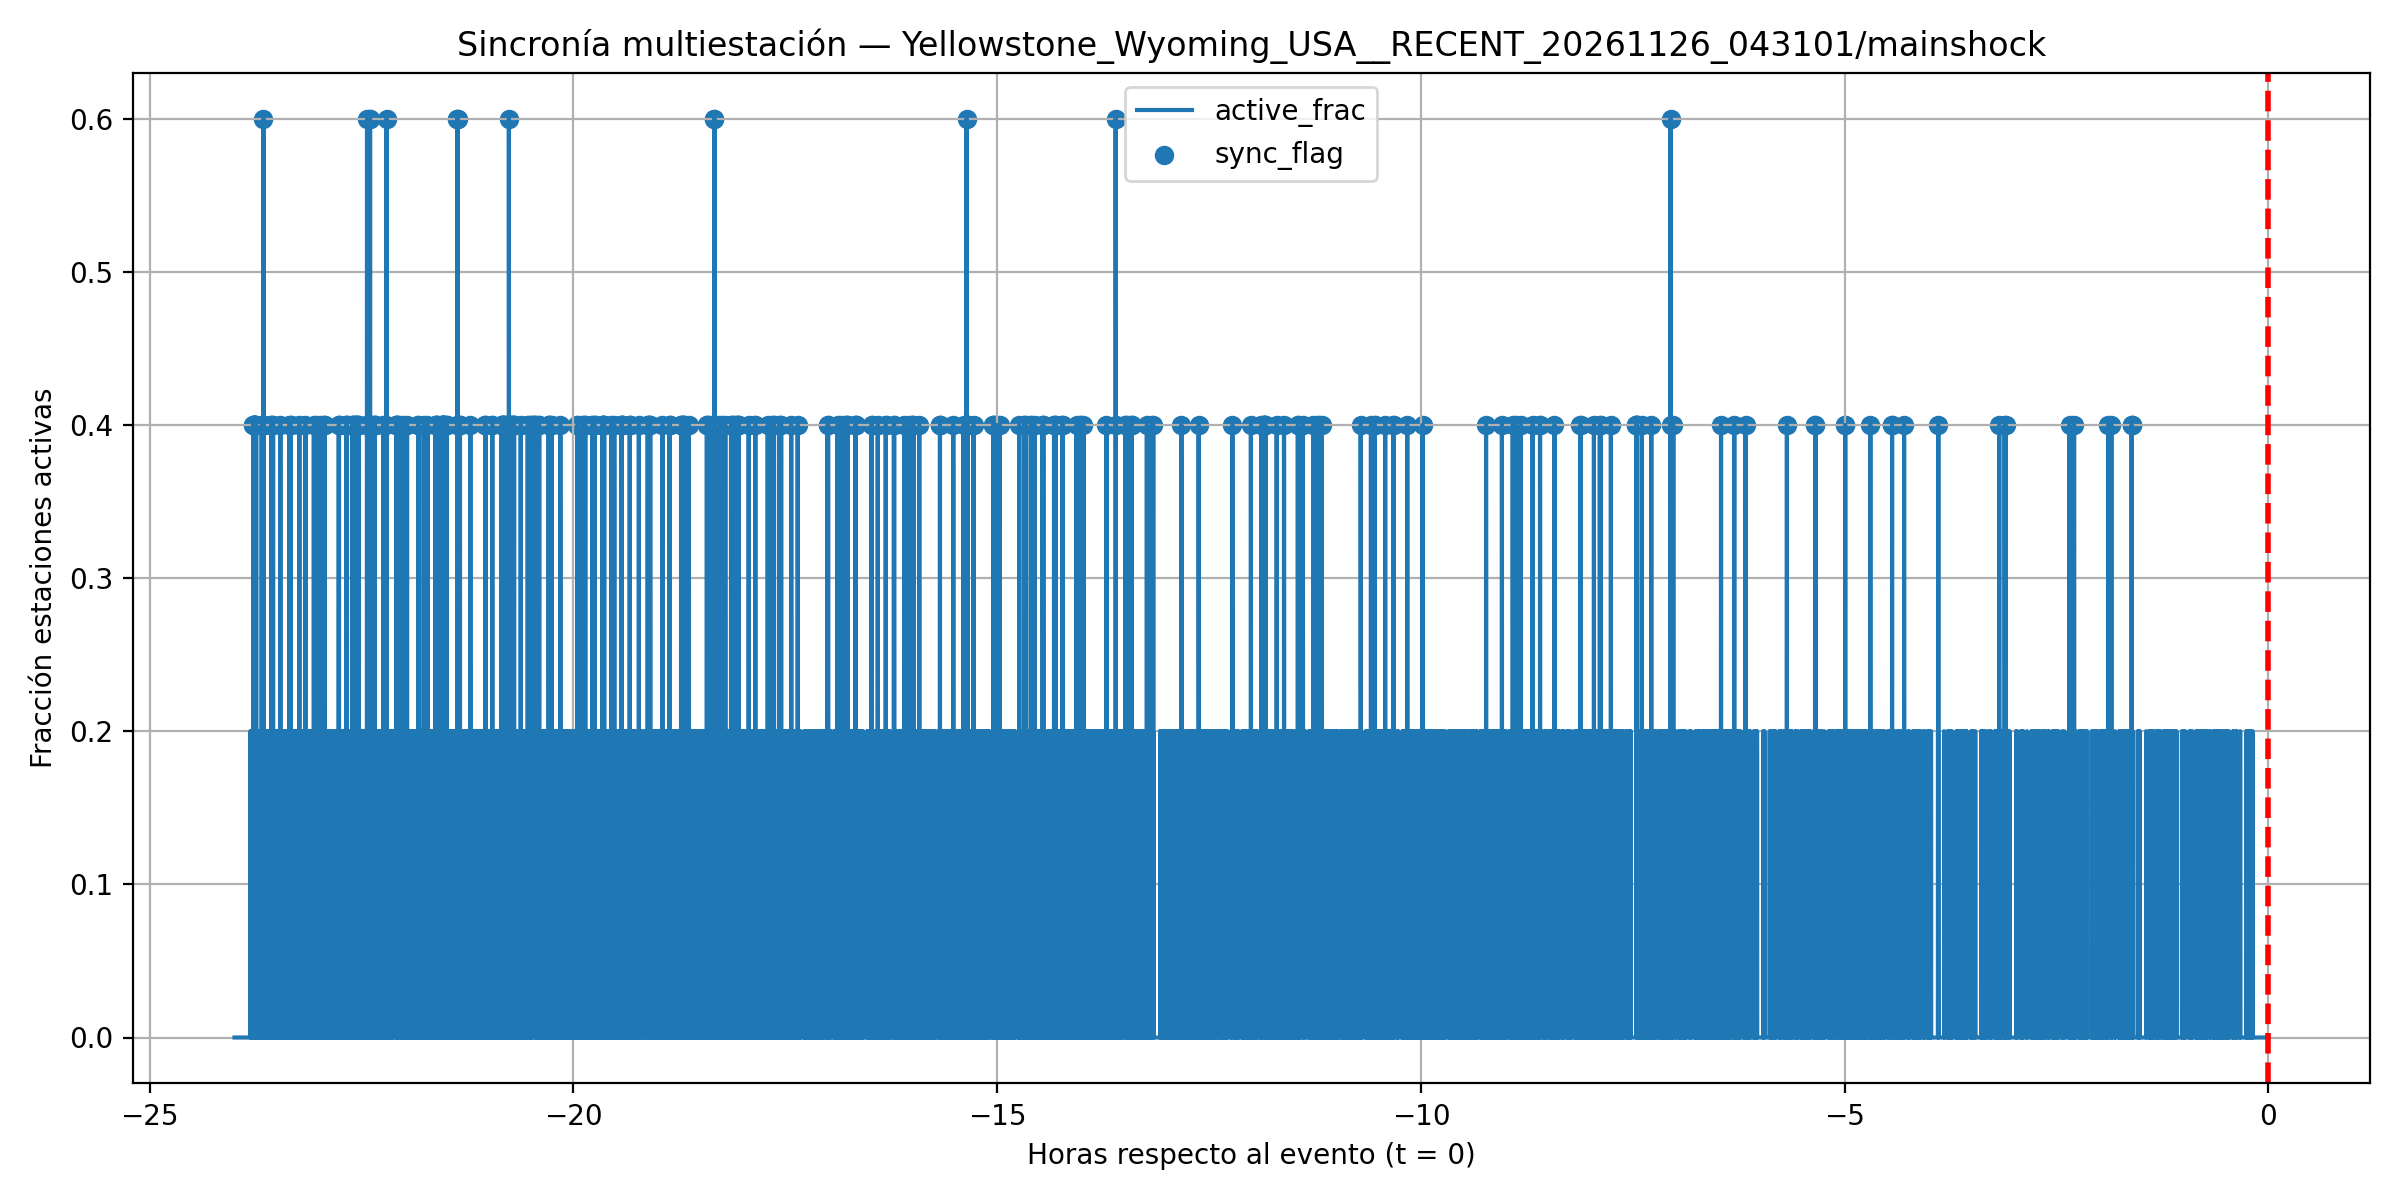 Sincronía multiestación — Yellowstone_Wyoming_USA__RECENT_20261126_043101/mainshock
active_frac
sync_flag
Fracción estaciones activas
0.6
0.5
0.4
0.3
0.2
0.1
0.0
−25 −20 −15 −10 −5 0
Horas respecto al evento (t = 0)